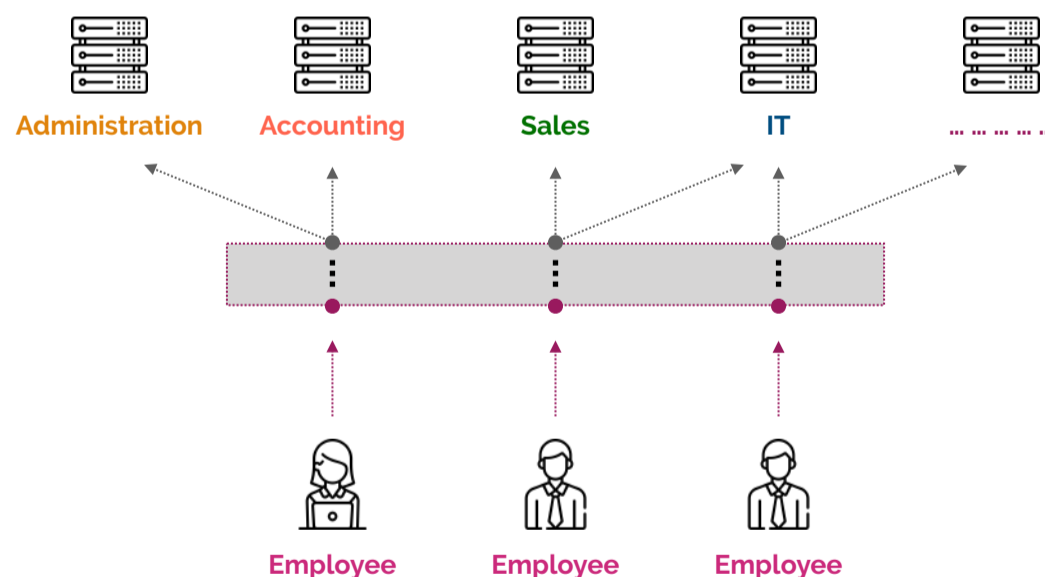 Administration
Accounting
Sales
IT
... ... ... ... ..
Employee
Employee
Employee